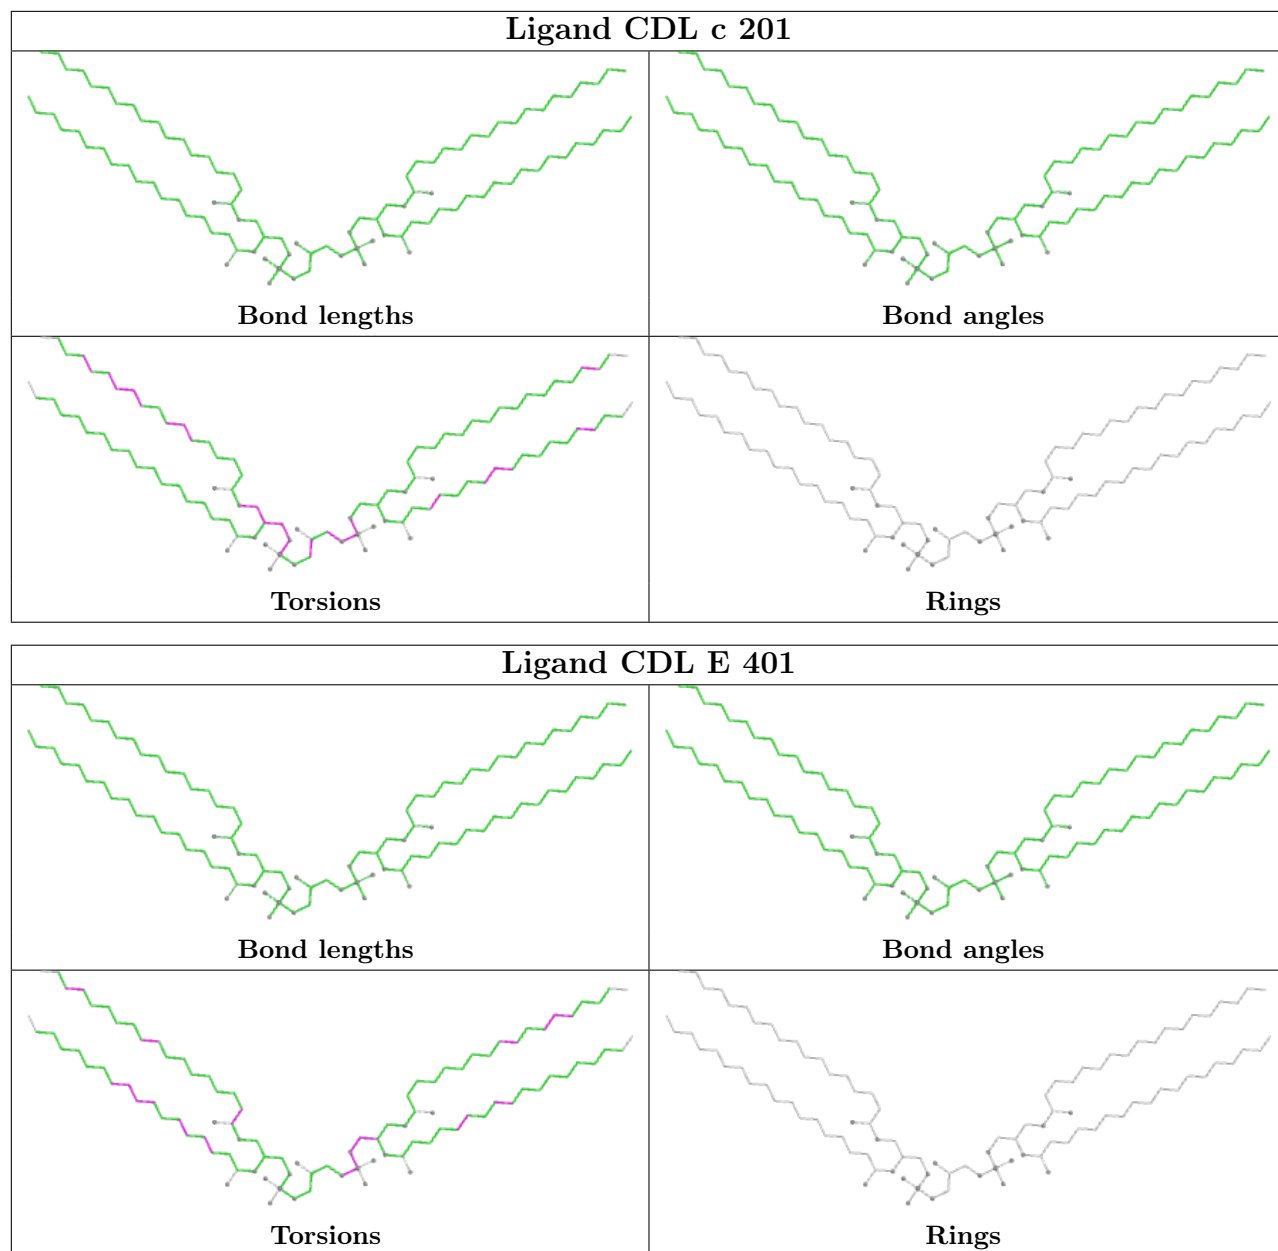 Ligand CDL c 201
Bond lengths
Bond angles
Torsions
Rings
Ligand CDL E 401
Bond lengths
Bond angles
Torsions
Rings